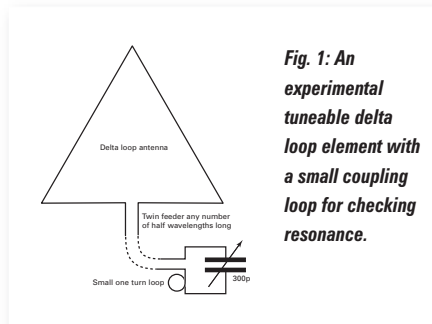 Fig. 1: An
experimental
tuneable delta
loop element with
a small coupling
loop for checking
resonance.
Delta loop antenna
Twin feeder any number
of half wavelengths long
300p
Small one turn loop